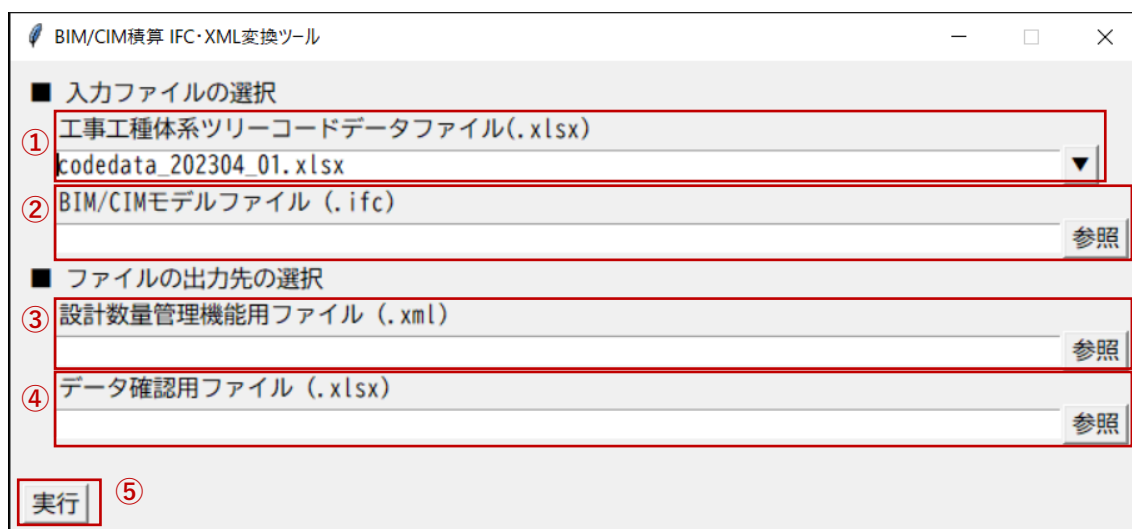 BIM/CIM積算 IFC・XML変換ツール
■ 入力ファイルの選択
① 工事工種体系ツリーコードデータファイル(.xlsx)
codedata_202304_01.xlsx ▼
② BIM/CIMモデルファイル (.ifc)
参照
■ ファイルの出力先の選択
③ 設計数量管理機能用ファイル (.xml)
参照
④ データ確認用ファイル (.xlsx)
参照
実行 ⑤